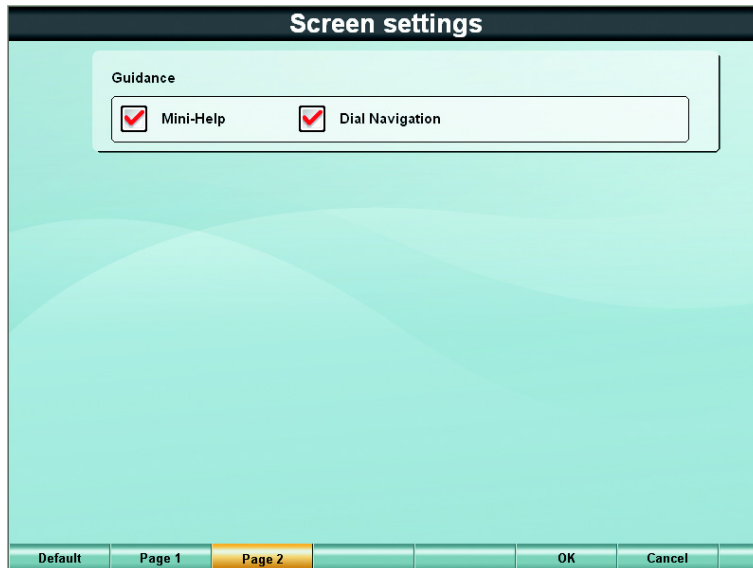 Screen settings
Guidance
Mini-Help Dial Navigation
Default Page 1 Page 2 OK Cancel